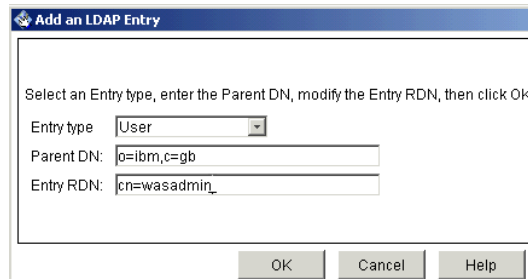 Add an LDAP Entry
Select an Entry type, enter the Parent DN, modify the Entry RDN, then click OK
Entry type User
Parent DN: o=ibm,c=gb
Entry RDN: cn=wasadmin
OK Cancel Help